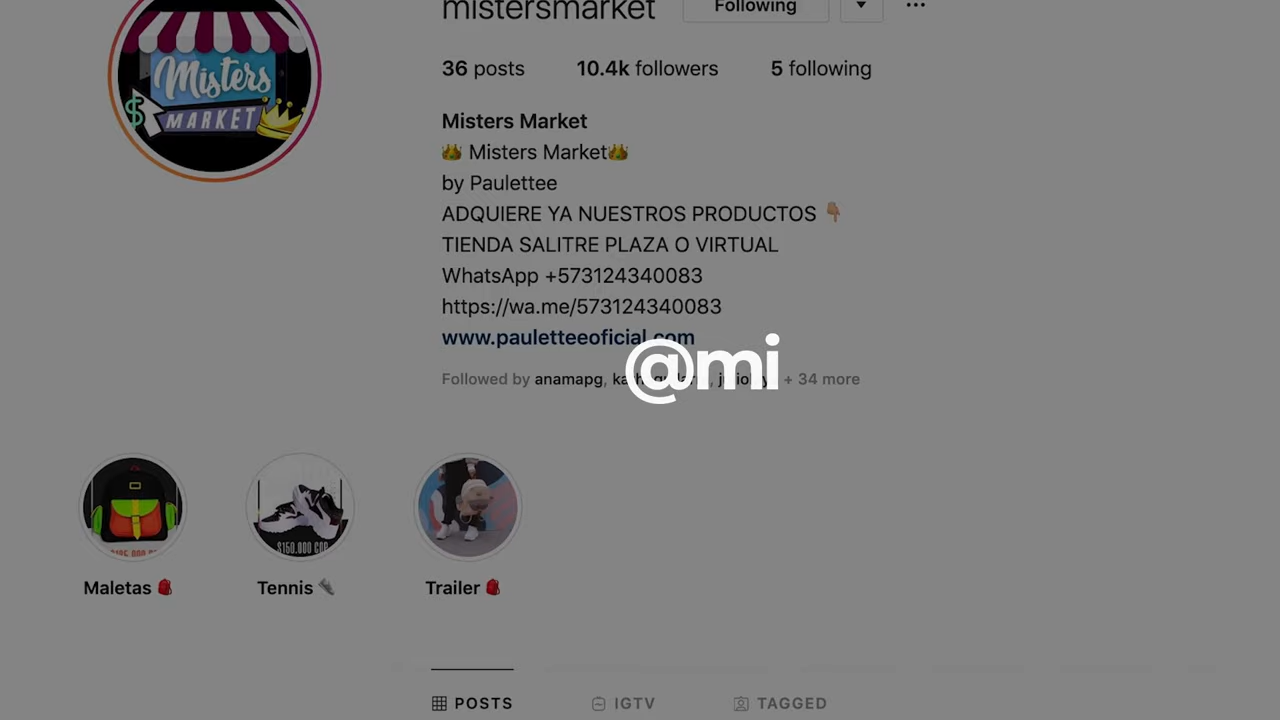 mistersmarket Following
36 posts 10.4k followers 5 following
Misters
MARKET
Misters Market
👑 Misters Market👑
by Paulettee
ADQUIERE YA NUESTROS PRODUCTOS 👇🏼
TIENDA SALITRE PLAZA O VIRTUAL
WhatsApp +573124340083
https://wa.me/573124340083
www.pauletteeoficial.com
@mi
Followed by anamapg, + 34 more
$150.000 COP
Maletas 🎒 Tennis 👟 Trailer 🎒
POSTS IGTV TAGGED